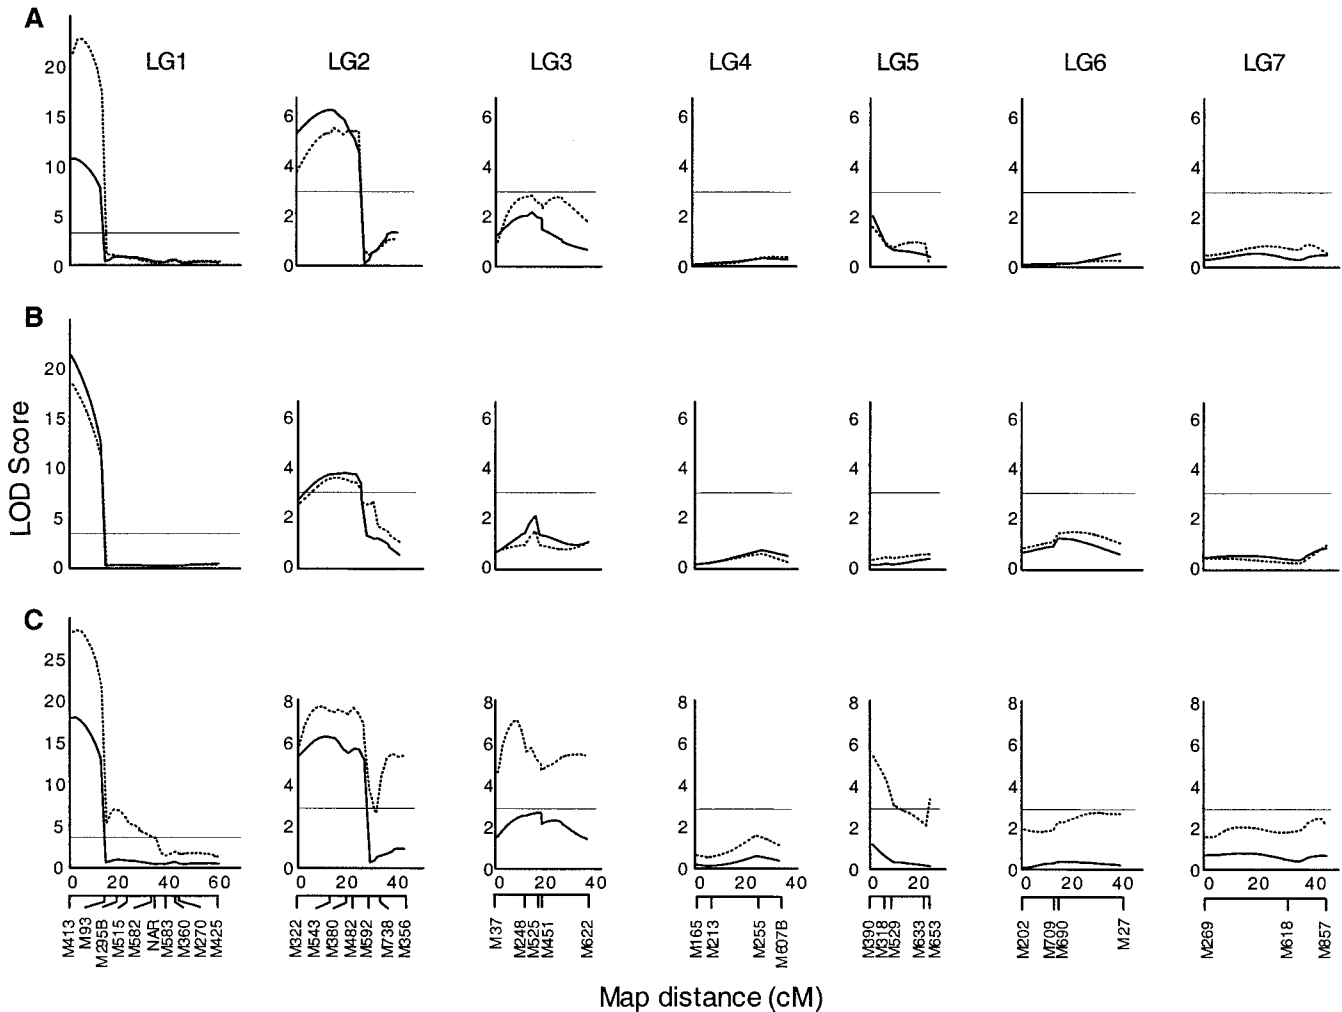 A
LG1 LG2 LG3 LG4 LG5 LG6 LG7
20 15 10 5 0
6 4 2 0
6 4 2 0
6 4 2 0
6 4 2 0
6 4 2 0
6 4 2 0
B
20 15 10 5 0
6 4 2 0
6 4 2 0
6 4 2 0
6 4 2 0
6 4 2 0
6 4 2 0
LOD Score
C
25 20 15 10 5 0
8 6 4 2 0
8 6 4 2 0
8 6 4 2 0
8 6 4 2 0
8 6 4 2 0
8 6 4 2 0
0 20 40 60
0 20 40
0 20 40
0 20 40
0 20
0 20 40
0 20 40
M413 M93 M295B M515 M582 NAR M583 M360 M270 M425
M322 M543 M380 M482 M592 M738 M356
M37 M248 M525 M451 M622
M165 M213 M255 M607B
M390 M318 M529 M633 M653
M202 M709 M690 M27
M269 M618 M857
Map distance (cM)